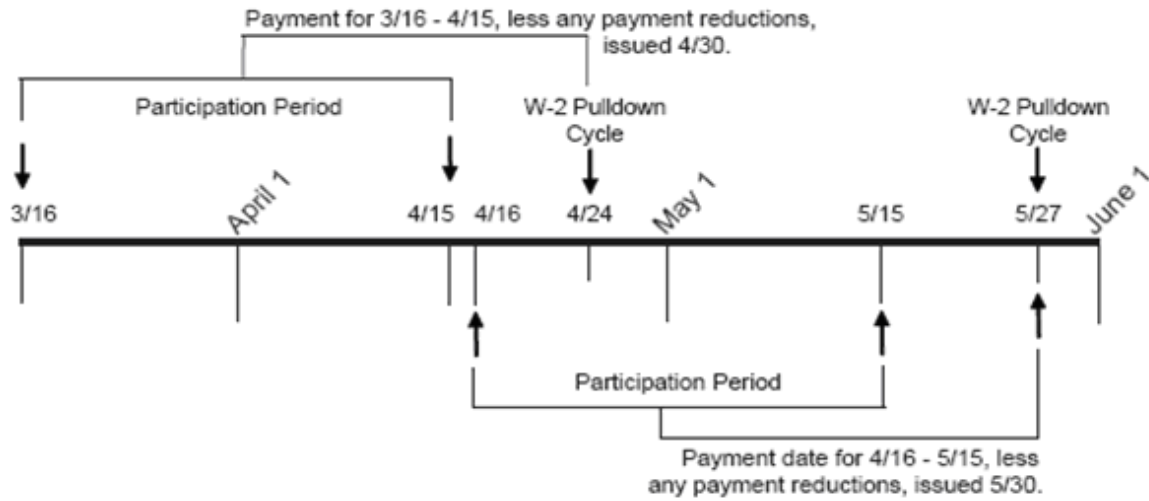 Payment for 3/16 - 4/15, less any payment reductions,
issued 4/30.
Participation Period
W-2 Pulldown
Cycle
W-2 Pulldown
Cycle
3/16
April 1
4/15
4/16
4/24
May 1
5/15
5/27
June 1
Participation Period
Payment date for 4/16 - 5/15, less
any payment reductions, issued 5/30.